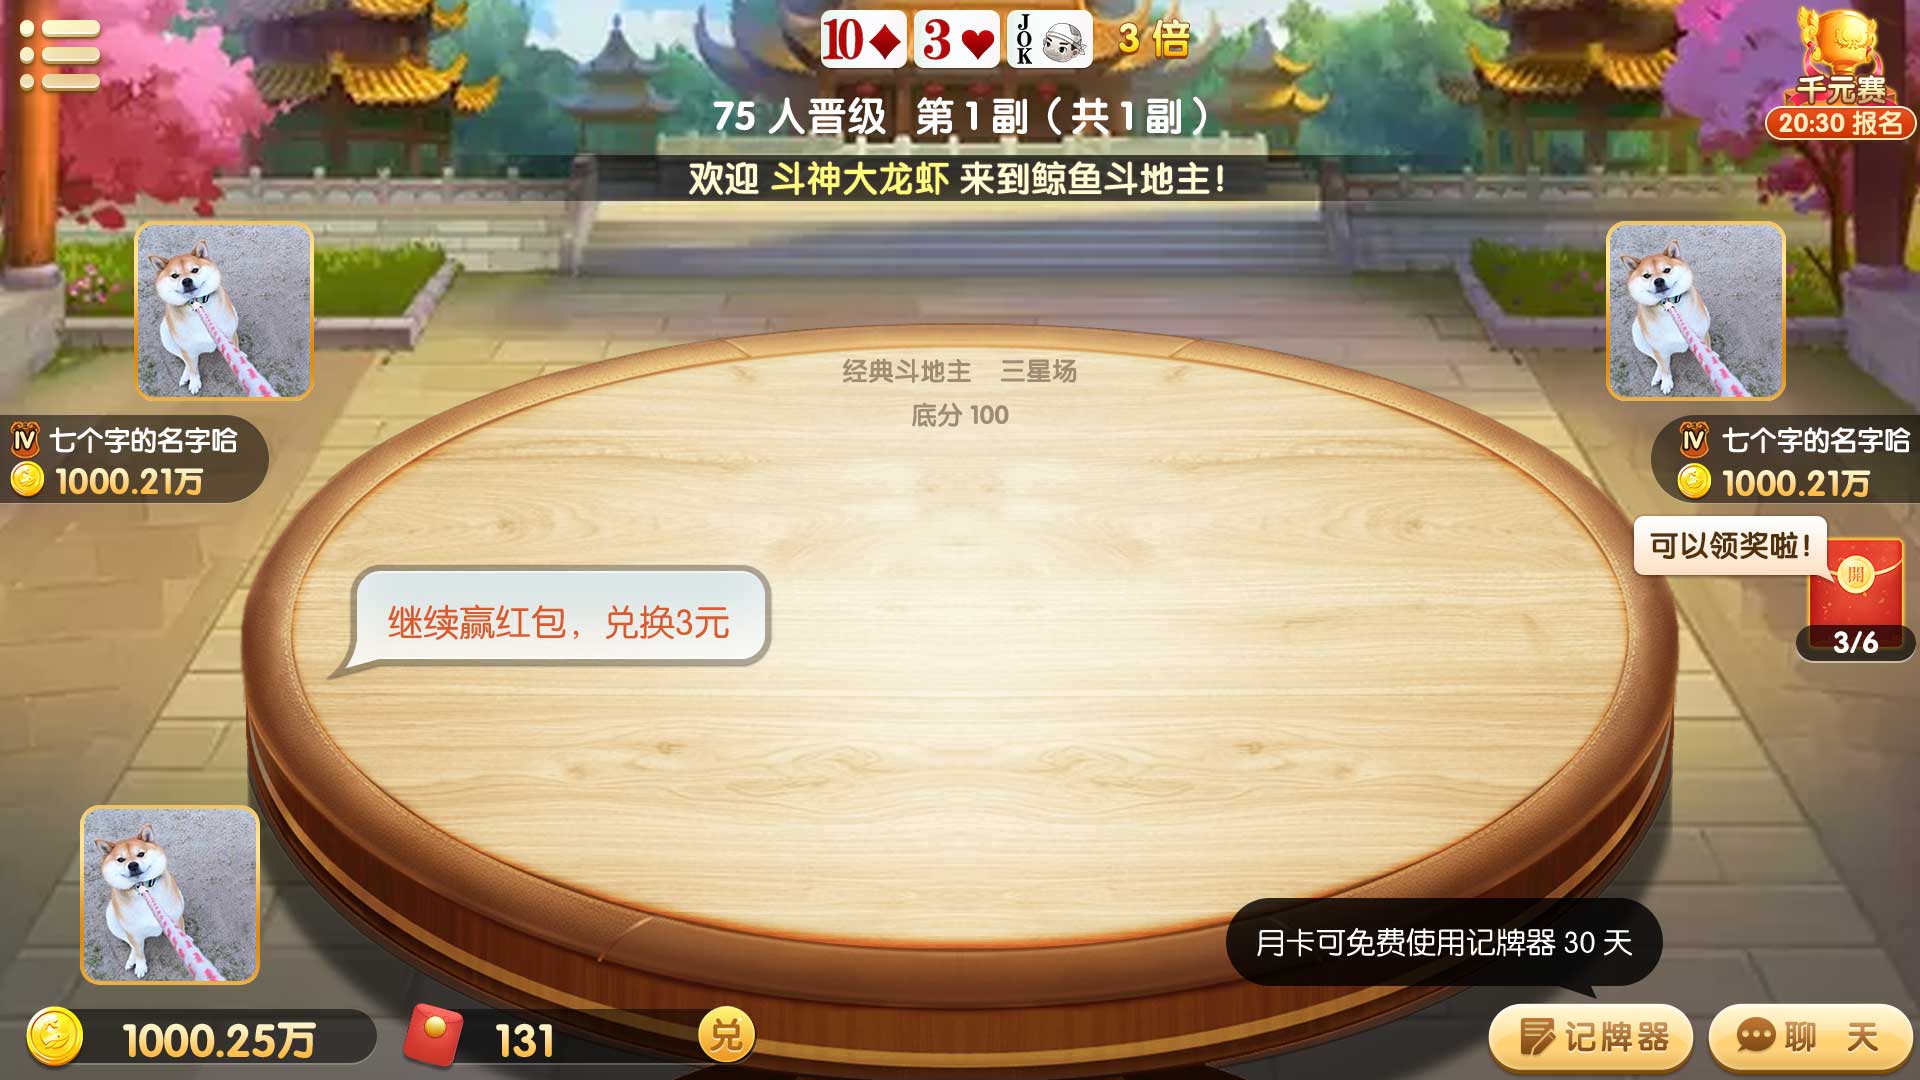 10 3 JOK 3 倍
千元赛
20:30 报名
75 人晋级 第 1 副（共 1 副）
欢迎 斗神大龙虾 来到鲸鱼斗地主！
经典斗地主 三星场
底分 100
IV 七个字的名字哈
1000.21万
IV 七个字的名字哈
1000.21万
可以领奖啦！
開
3/6
继续赢红包，兑换3元
月卡可免费使用记牌器 30 天
1000.25万
131
兑
记牌器
聊 天